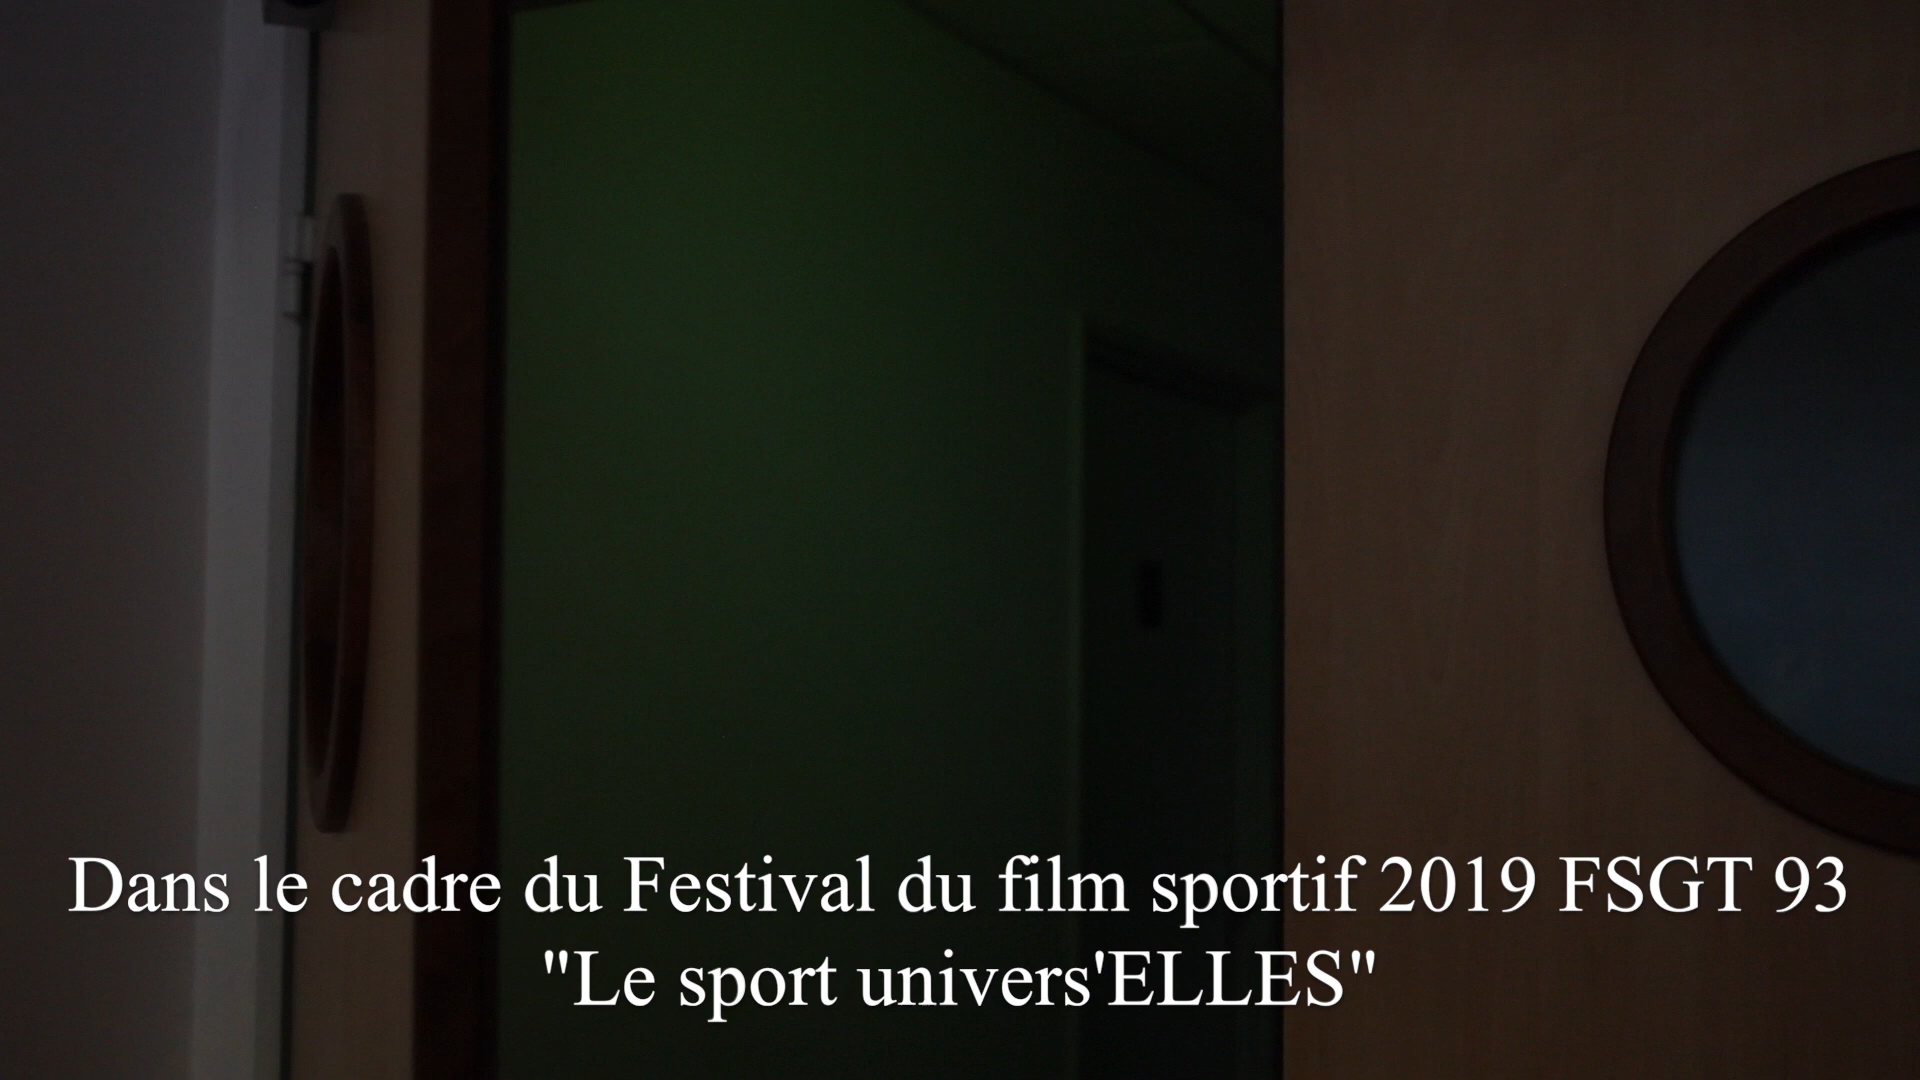 Dans le cadre du Festival du film sportif 2019 FSGT 93
"Le sport univers'ELLES"